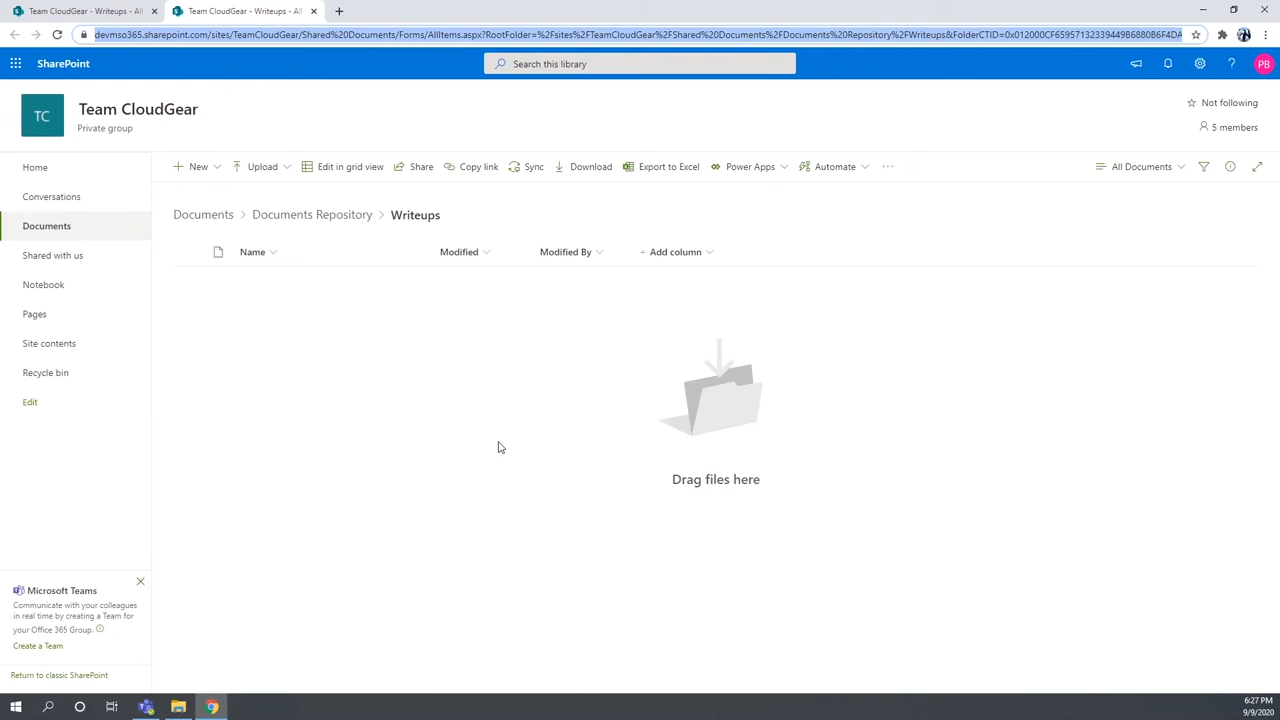 Team CloudGear - Writeups - All
Team CloudGear - Writeups - All
devmso365.sharepoint.com/sites/TeamCloudGear/Shared%20Documents/Forms/AllItems.aspx?RootFolder=%2Fsites%2FTeamCloudGear%2FShared%20Documents%2FDocuments%20Repository%2FWriteups&FolderCTID=0x012000CF65957132339449B6880B6F4DA
SharePoint
Search this library
PB
TC
Team CloudGear
Private group
Not following
5 members
Home
Conversations
Documents
Shared with us
Notebook
Pages
Site contents
Recycle bin
Edit
New
Upload
Edit in grid view
Share
Copy link
Sync
Download
Export to Excel
Power Apps
Automate
All Documents
Documents > Documents Repository > Writeups
Name
Modified
Modified By
+ Add column
Drag files here
Microsoft Teams
Communicate with your colleagues
in real time by creating a Team for
your Office 365 Group.
Create a Team
Return to classic SharePoint
6:27 PM
9/9/2020